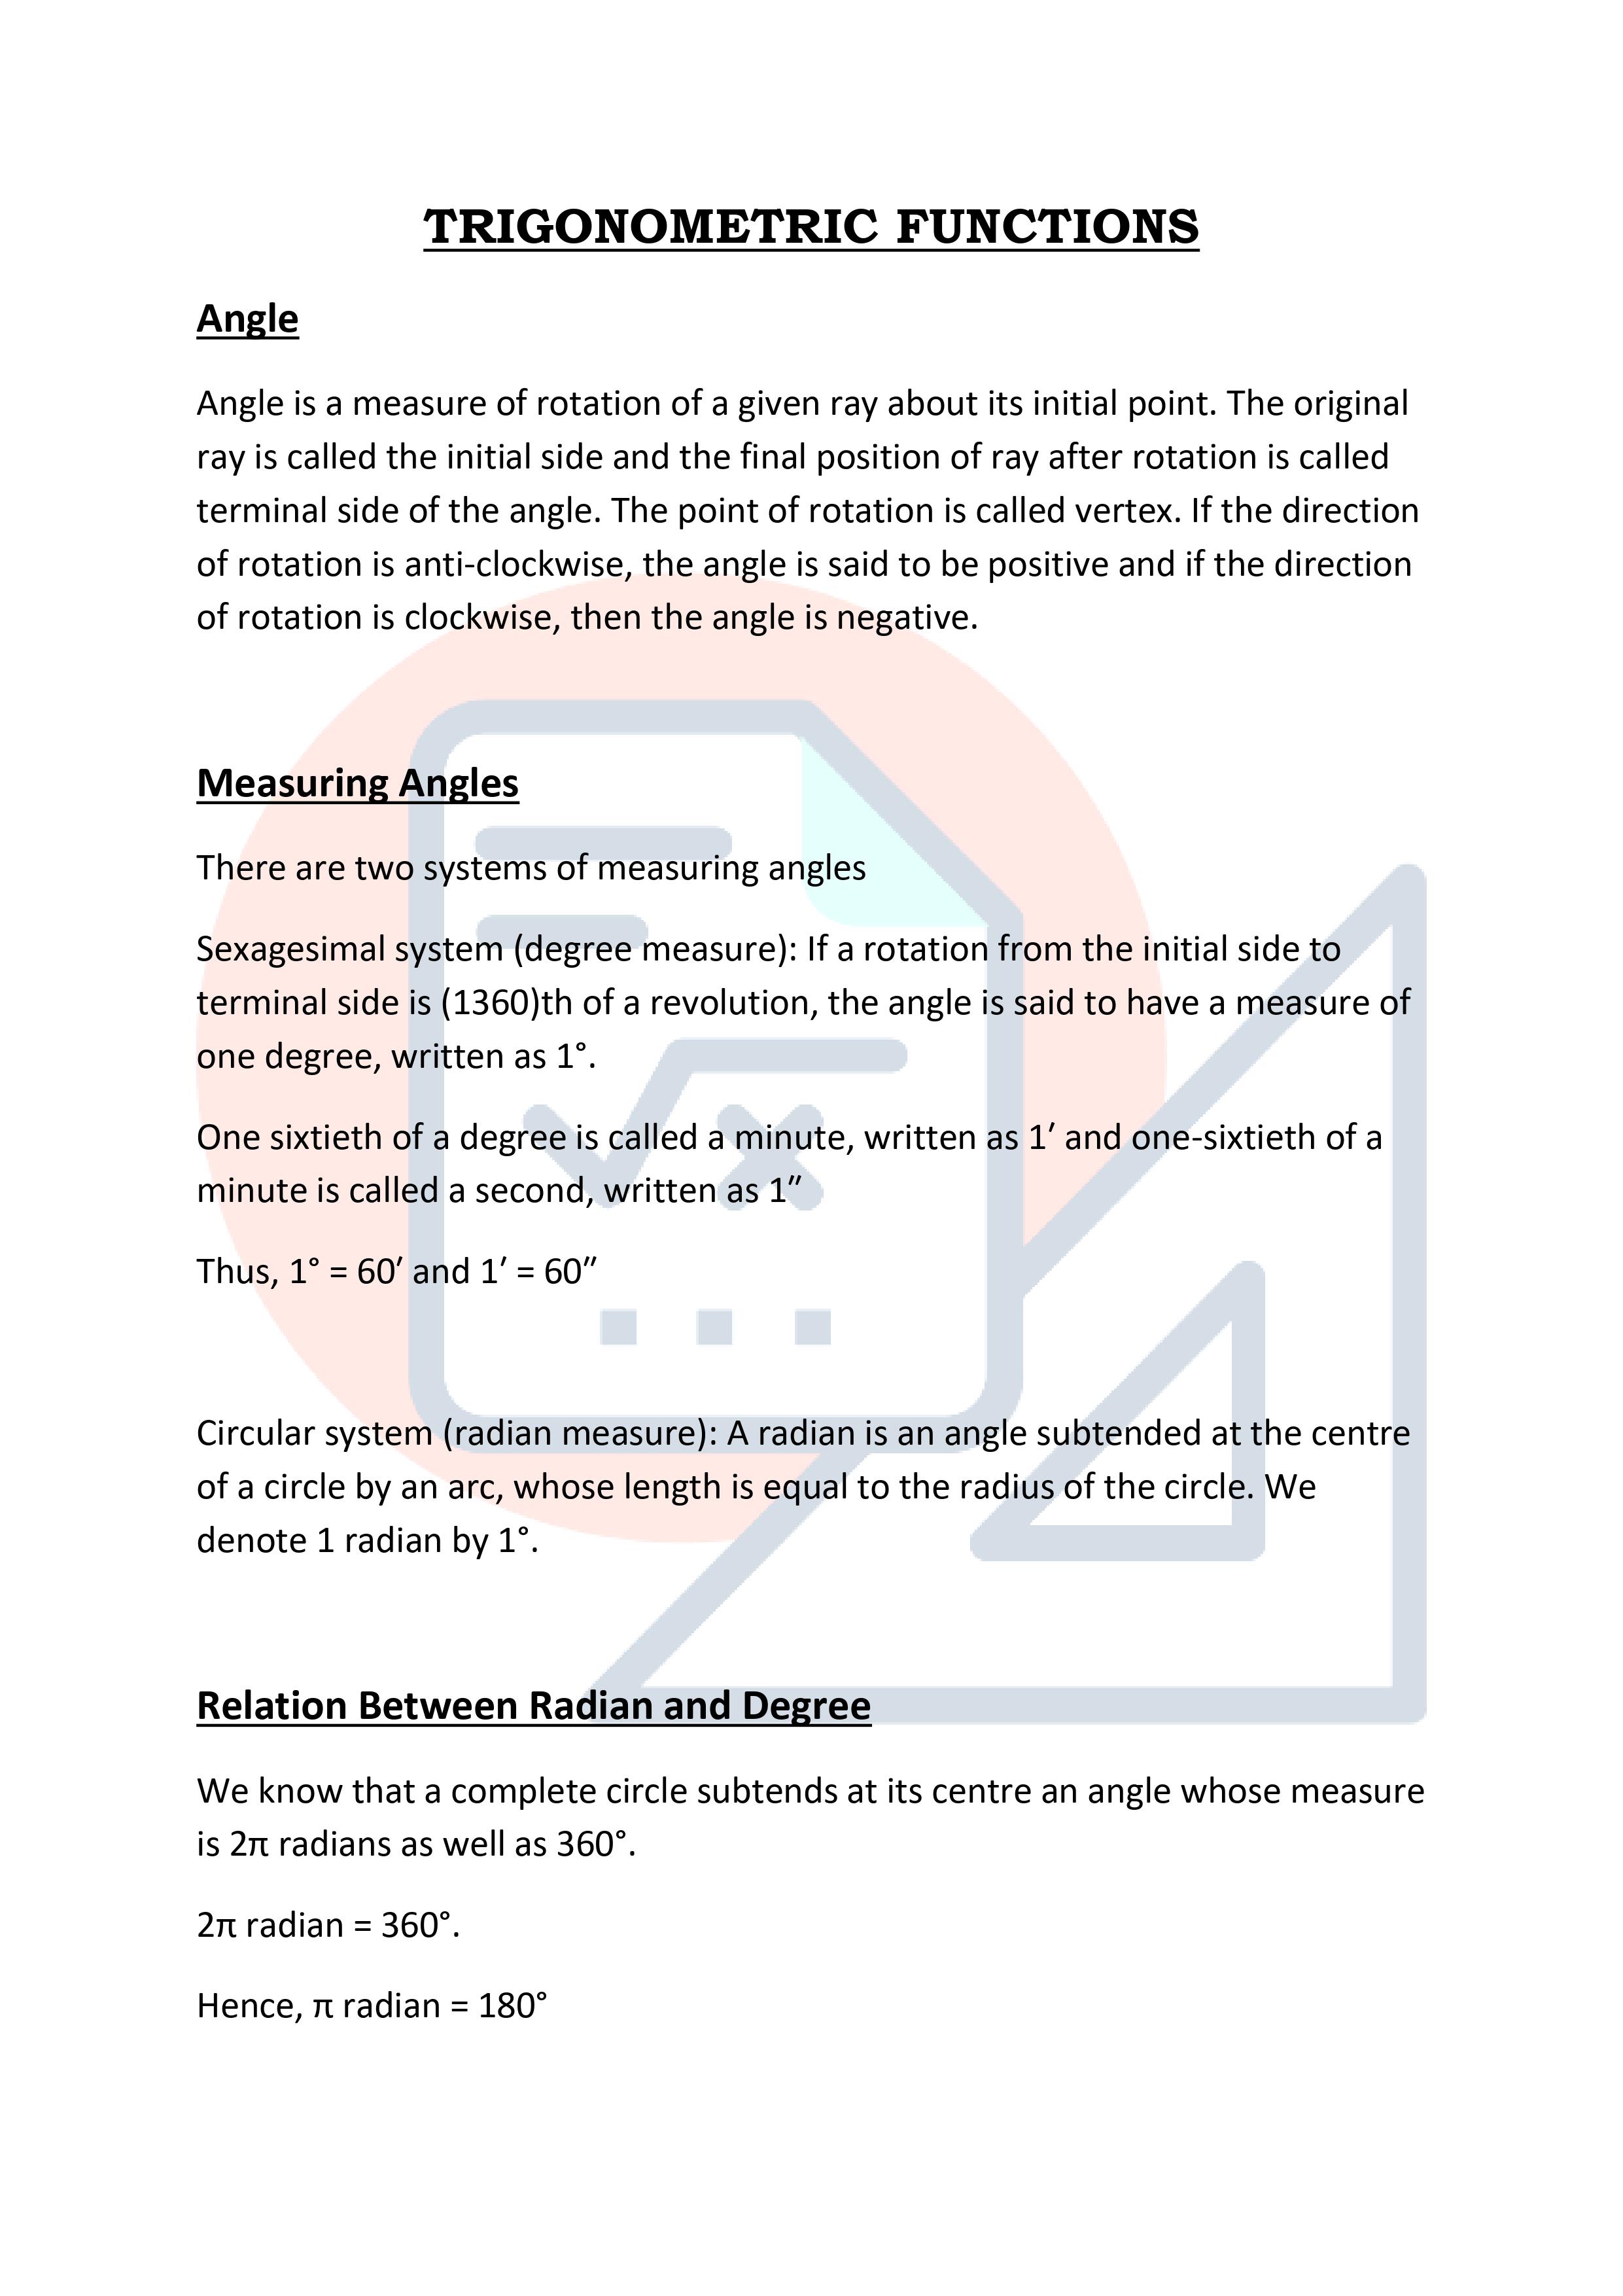 TRIGONOMETRIC FUNCTIONS
Angle
Angle is a measure of rotation of a given ray about its initial point. The original
ray is called the initial side and the final position of ray after rotation is called
terminal side of the angle. The point of rotation is called vertex. If the direction
of rotation is anti-clockwise, the angle is said to be positive and if the direction
of rotation is clockwise, then the angle is negative.
Measuring Angles
There are two systems of measuring angles
Sexagesimal system (degree measure): If a rotation from the initial side to
terminal side is (1360)th of a revolution, the angle is said to have a measure of
one degree, written as 1°.
One sixtieth of a degree is called a minute, written as 1′ and one-sixtieth of a
minute is called a second, written as 1″
Thus, 1° = 60′ and 1′ = 60″
Circular system (radian measure): A radian is an angle subtended at the centre
of a circle by an arc, whose length is equal to the radius of the circle. We
denote 1 radian by 1°.
Relation Between Radian and Degree
We know that a complete circle subtends at its centre an angle whose measure
is 2π radians as well as 360°.
2π radian = 360°.
Hence, π radian = 180°